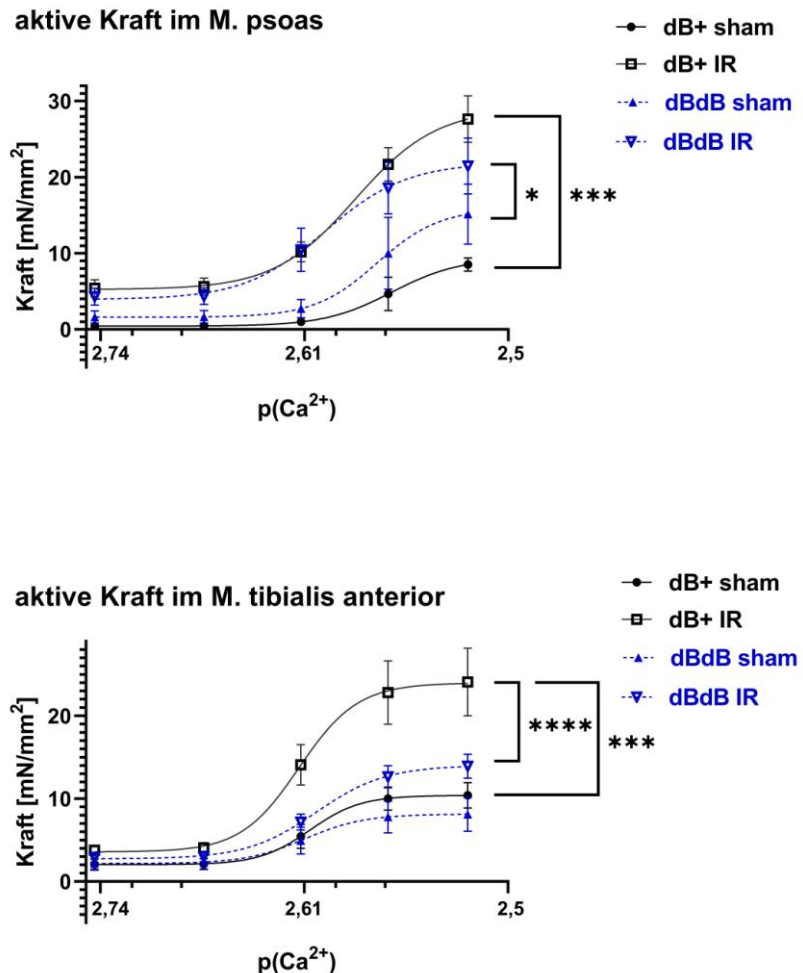 aktive Kraft im M. psoas
dB+ sham
dB+ IR
dBdB sham
dBdB IR
30
20
10
0
Kraft [mN/mm²]
* ***
2,74 2,61 2,5
p(Ca²⁺)
aktive Kraft im M. tibialis anterior
dB+ sham
dB+ IR
dBdB sham
dBdB IR
20
10
0
Kraft [mN/mm²]
****
***
2,74 2,61 2,5
p(Ca²⁺)